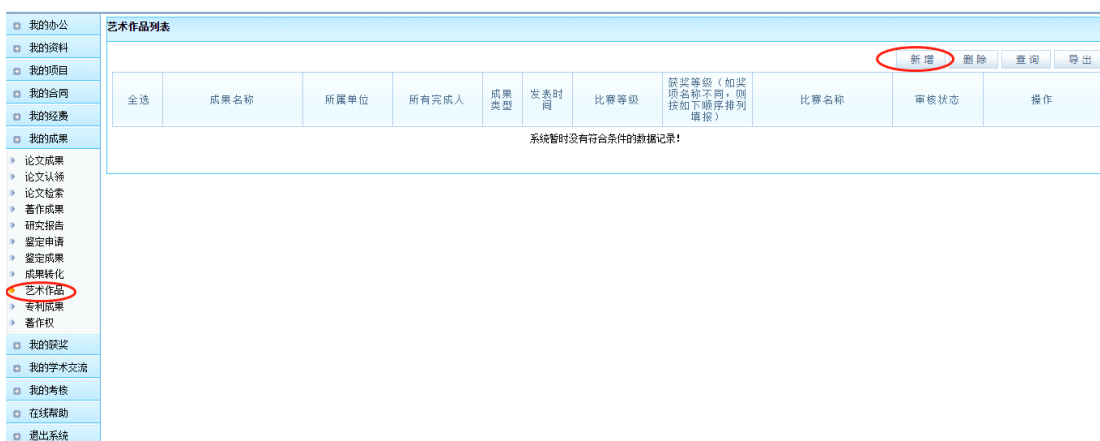 我的办公
我的资料
我的项目
我的合同
我的经费
我的成果
论文成果
论文认领
论文检索
著作成果
研究报告
鉴定申请
鉴定成果
成果转化
艺术作品
专利成果
著作权
我的获奖
我的学术交流
我的考核
在线帮助
退出系统
艺术作品列表
新增 删除 查询 导出
全选 成果名称 所属单位 所有完成人 成果类型 发表时间 比赛等级 获奖等级（如奖项名称不同，则按如下顺序排列填报） 比赛名称 审核状态 操作
系统暂时没有符合条件的数据记录！